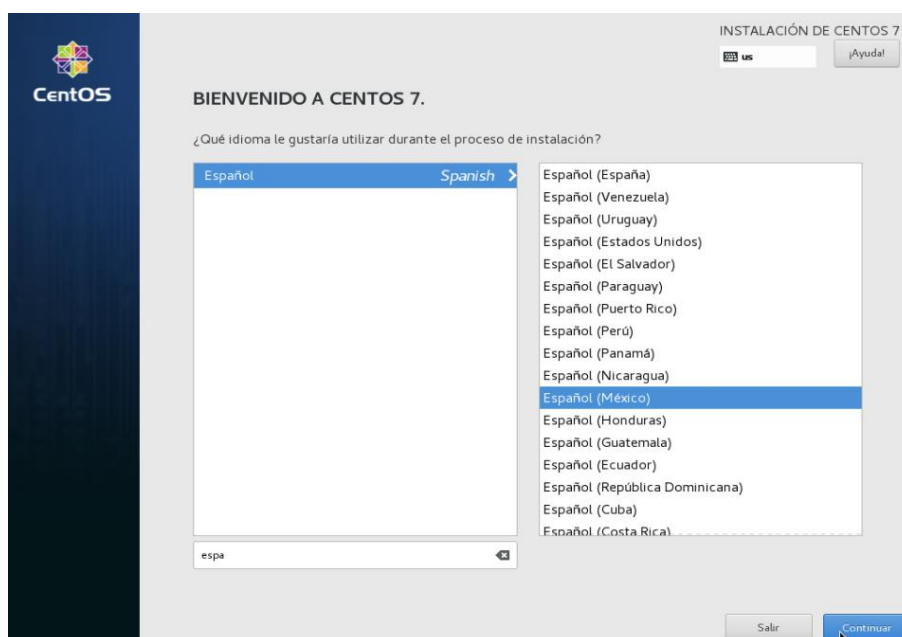 INSTALACIÓN DE CENTOS 7
us
¡Ayuda!
CentOS
BIENVENIDO A CENTOS 7.
¿Qué idioma le gustaría utilizar durante el proceso de instalación?
Español Spanish
Español (España)
Español (Venezuela)
Español (Uruguay)
Español (Estados Unidos)
Español (El Salvador)
Español (Paraguay)
Español (Puerto Rico)
Español (Perú)
Español (Panamá)
Español (Nicaragua)
Español (México)
Español (Honduras)
Español (Guatemala)
Español (Ecuador)
Español (República Dominicana)
Español (Cuba)
Español (Costa Rica)
espa
Salir
Continuar